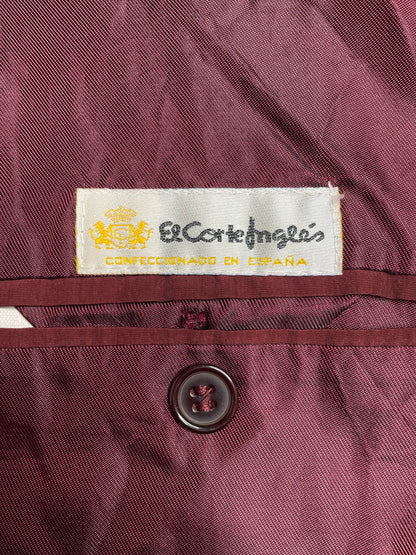 El Corte Inglés
CONFECCIONADO EN ESPAÑA